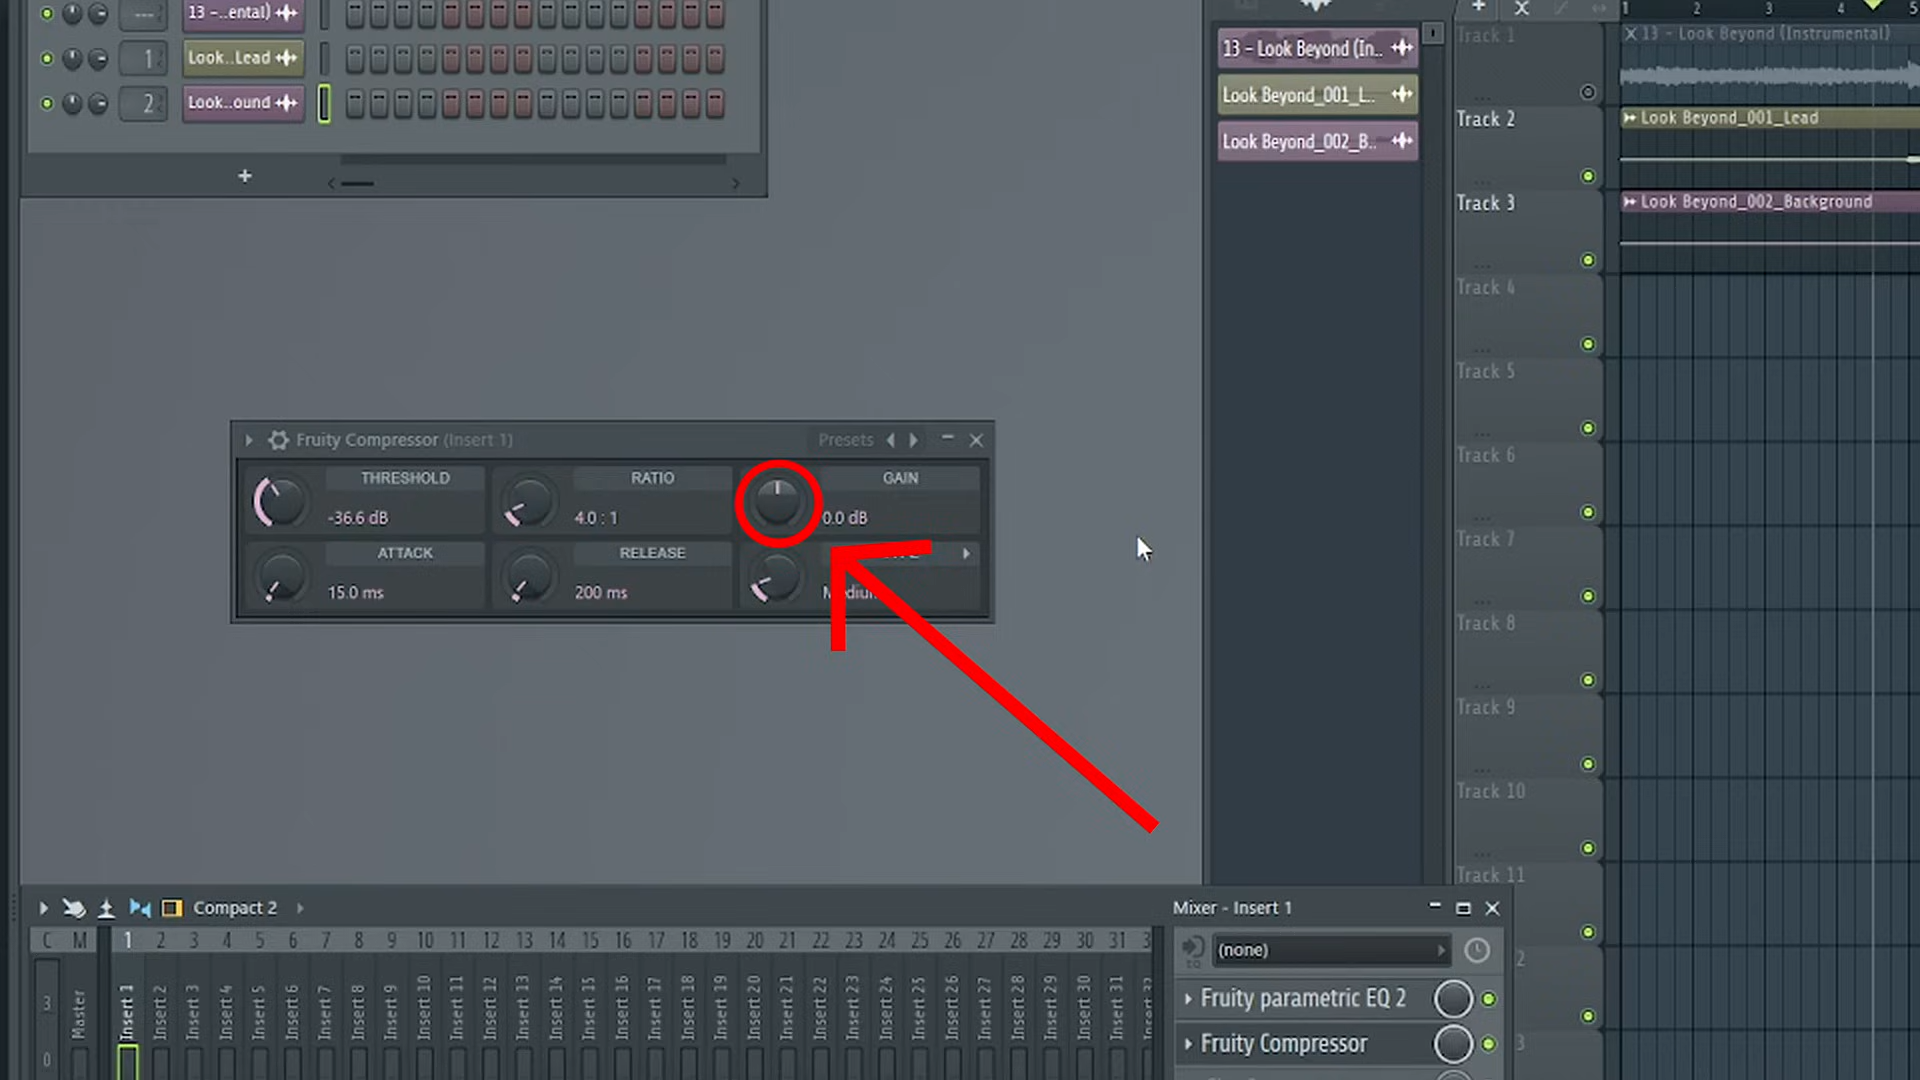 --- 13 -..ental)
1 Look..Lead
2 Look..ound
+
13 - Look Beyond (In..
Look Beyond_001_L..
Look Beyond_002_B..
+ 1 2 3 4 5
Track 1
13 - Look Beyond (Instrumental)
Track 2
Look Beyond_001_Lead
Track 3
Look Beyond_002_Background
Track 4
Track 5
Track 6
Track 7
Track 8
Track 9
Track 10
Track 11
2
3
Fruity Compressor (Insert 1) Presets
THRESHOLD RATIO GAIN
-36.6 dB 4.0 : 1 0.0 dB
ATTACK RELEASE
15.0 ms 200 ms Medium
Compact 2
C M 1 2 3 4 5 6 7 8 9 10 11 12 13 14 15 16 17 18 19 20 21 22 23 24 25 26 27 28 29 30 31
3
0
Master
Insert 1
Insert 2
Insert 3
Insert 4
Insert 5
Insert 6
Insert 7
Insert 8
Insert 9
Insert 10
Insert 11
Insert 12
Insert 13
Insert 14
Insert 15
Insert 16
Insert 17
Insert 18
Insert 19
Insert 20
Insert 21
Insert 22
Insert 23
Insert 24
Insert 25
Insert 26
Insert 27
Insert 28
Insert 29
Insert 30
Insert 31
Mixer - Insert 1
(none)
Fruity parametric EQ 2
Fruity Compressor